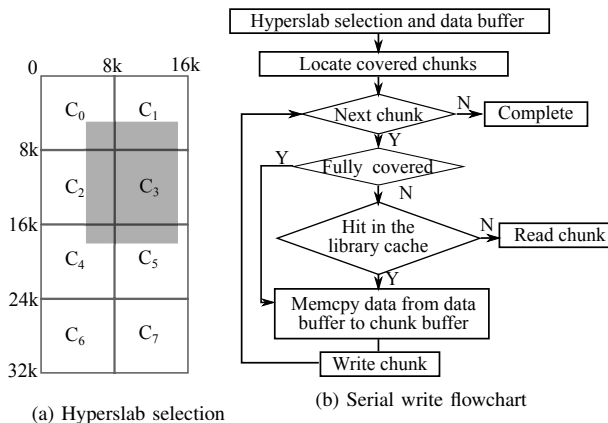 0
8k
16k
C0
C1
8k
C2
C3
16k
C4
C5
24k
C6
C7
32k
(a) Hyperslab selection
Hyperslab selection and data buffer
Locate covered chunks
Next chunk
N
Complete
Y
Y
Fully covered
N
Hit in the
library cache
N
Read chunk
Y
Memcpy data from data
buffer to chunk buffer
Write chunk
(b) Serial write flowchart